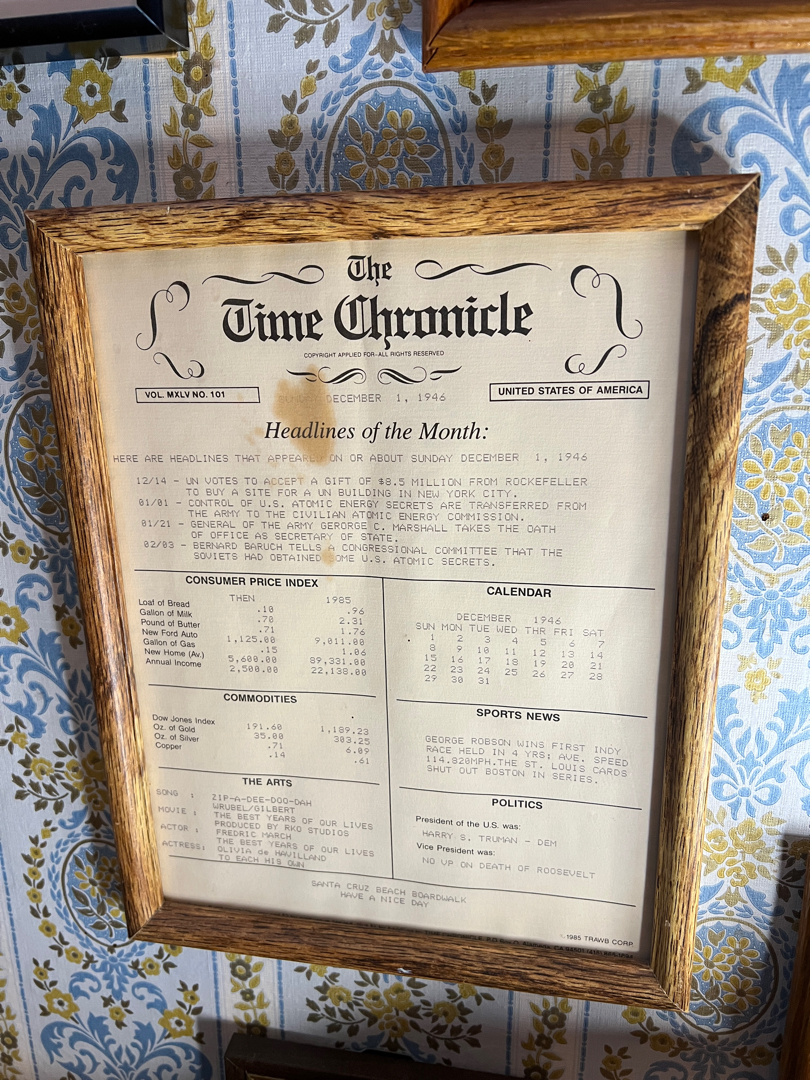 The
Time Chronicle
COPYRIGHT APPLIED FOR-ALL RIGHTS RESERVED
VOL. MXLV NO. 101
DECEMBER 1, 1946
UNITED STATES OF AMERICA
Headlines of the Month:
HERE ARE HEADLINES THAT APPEARED ON OR ABOUT SUNDAY DECEMBER 1, 1946
12/14 - UN VOTES TO ACCEPT A GIFT OF $8.5 MILLION FROM ROCKEFELLER
TO BUY A SITE FOR A UN BUILDING IN NEW YORK CITY.
01/01 - CONTROL OF U.S. ATOMIC ENERGY SECRETS ARE TRANSFERED FROM
THE ARMY TO THE CIVILIAN ATOMIC ENERGY COMMISSION.
01/21 - GENERAL OF THE ARMY GERORGE C. MARSHALL TAKES THE OATH
OF OFFICE AS SECRETARY OF STATE.
02/03 - BERNARD BARUCH TELLS A CONGRESSIONAL COMMITTEE THAT THE
SOVIETS HAD OBTAINED SOME U.S. ATOMIC SECRETS.
CONSUMER PRICE INDEX
THEN 1985
Loaf of Bread .10 .96
Gallon of Milk .70 2.31
Pound of Butter .71 1.76
New Ford Auto 1,125.00 9,011.00
Gallon of Gas .15 1.06
New Home (Av.) 5,600.00 89,331.00
Annual Income 2,500.00 22,138.00
COMMODITIES
Dow Jones Index 191.60 1,189.23
Oz. of Gold 35.00 303.25
Oz. of Silver .71 6.09
Copper .14 .61
THE ARTS
SONG : ZIP-A-DEE-DOO-DAH
WRUBEL/GILBERT
MOVIE : THE BEST YEARS OF OUR LIVES
PRODUCED BY RKO STUDIOS
ACTOR : FREDRIC MARCH
THE BEST YEARS OF OUR LIVES
ACTRESS: OLIVIA de HAVILLAND
TO EACH HIS OWN
CALENDAR
DECEMBER 1946
SUN MON TUE WED THR FRI SAT
1 2 3 4 5 6 7
8 9 10 11 12 13 14
15 16 17 18 19 20 21
22 23 24 25 26 27 28
29 30 31
SPORTS NEWS
GEORGE ROBSON WINS FIRST INDY
RACE HELD IN 4 YRS; AVE. SPEED
114.820MPH.THE ST. LOUIS CARDS
SHUT OUT BOSTON IN SERIES.
POLITICS
President of the U.S. was:
HARRY S. TRUMAN - DEM
Vice President was:
NO VP ON DEATH OF ROOSEVELT
SANTA CRUZ BEACH BOARDWALK
HAVE A NICE DAY
1985 TRAWB CORP.